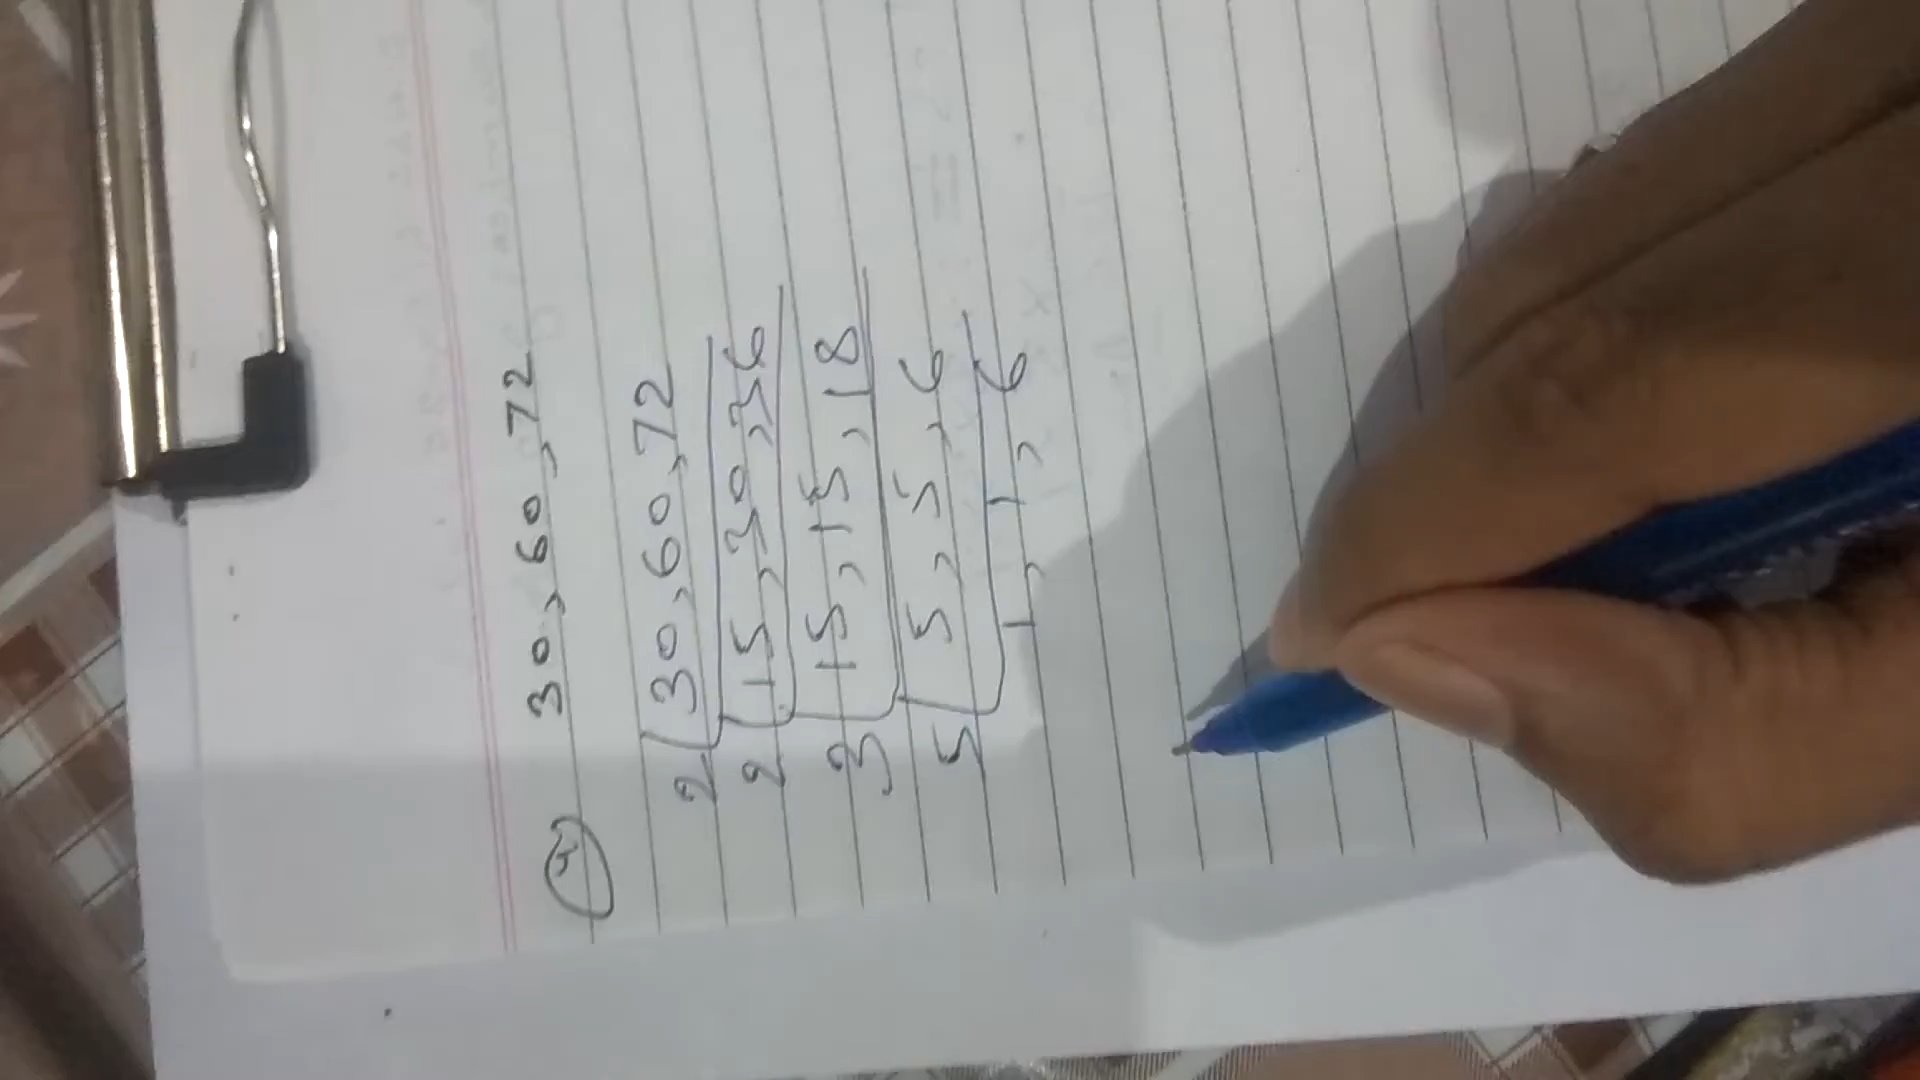 3) 30, 60, 72
2 | 30, 60, 72
2 | 15, 30, 36
3 | 15, 15, 18
5 | 5, 5, 6
1, 1, 6